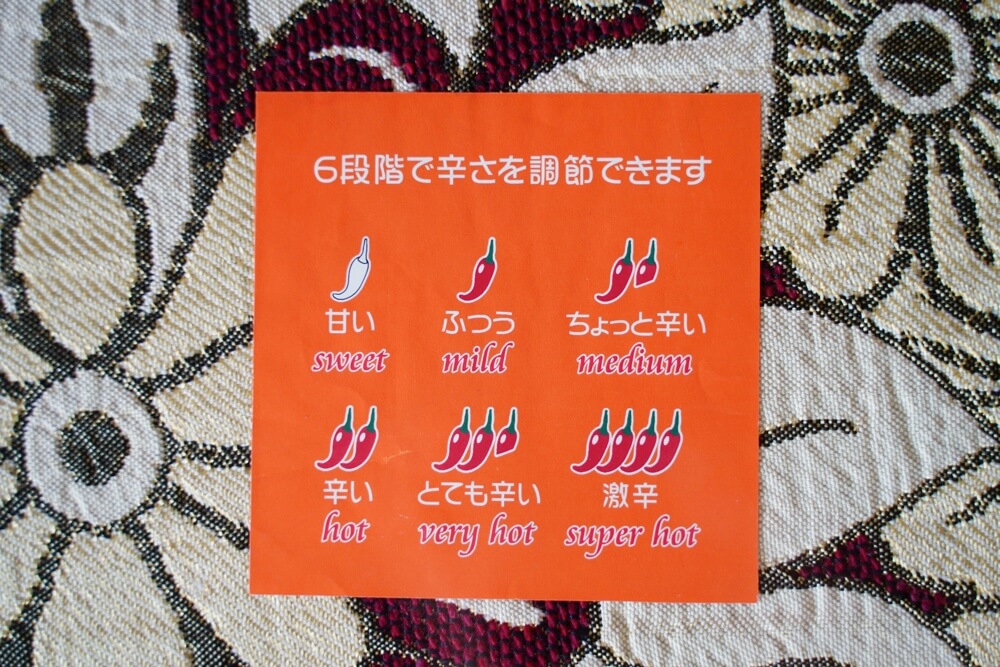 6段階で辛さを調節できます
甘い
sweet
ふつう
mild
ちょっと辛い
medium
辛い
hot
とても辛い
very hot
激辛
super hot